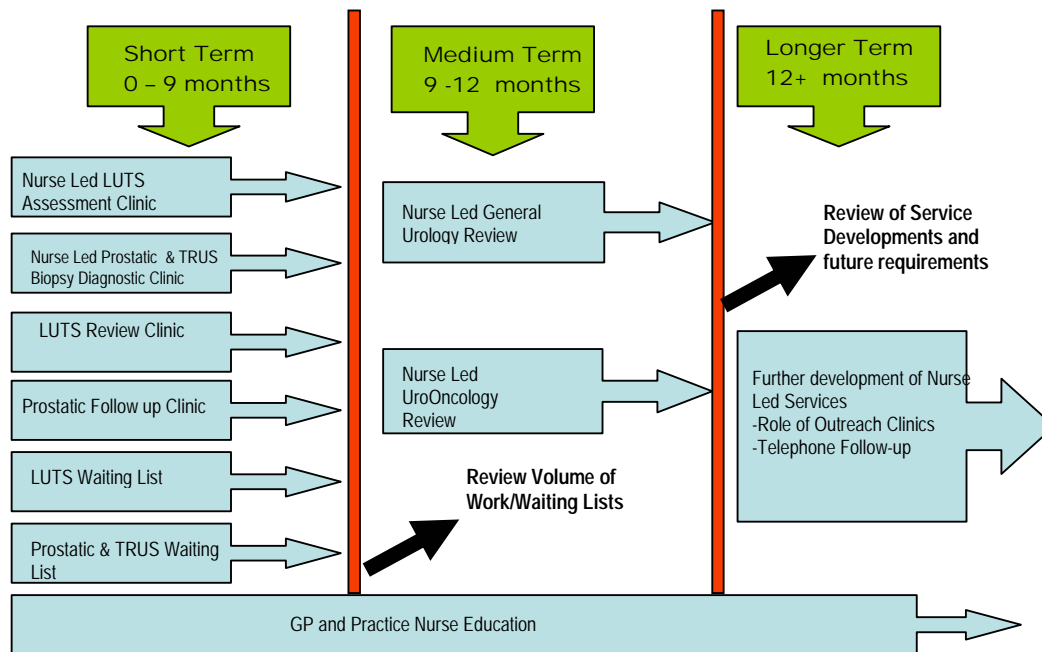 Short Term
0 – 9 months
Medium Term
9 -12 months
Longer Term
12+ months
Nurse Led LUTS
Assessment Clinic
Nurse Led Prostatic & TRUS
Biopsy Diagnostic Clinic
LUTS Review Clinic
Prostatic Follow up Clinic
LUTS Waiting List
Prostatic & TRUS Waiting
List
Nurse Led General
Urology Review
Nurse Led
UroOncology
Review
Review Volume of
Work/Waiting Lists
Review of Service
Developments and
future requirements
Further development of Nurse
Led Services
-Role of Outreach Clinics
-Telephone Follow-up
GP and Practice Nurse Education